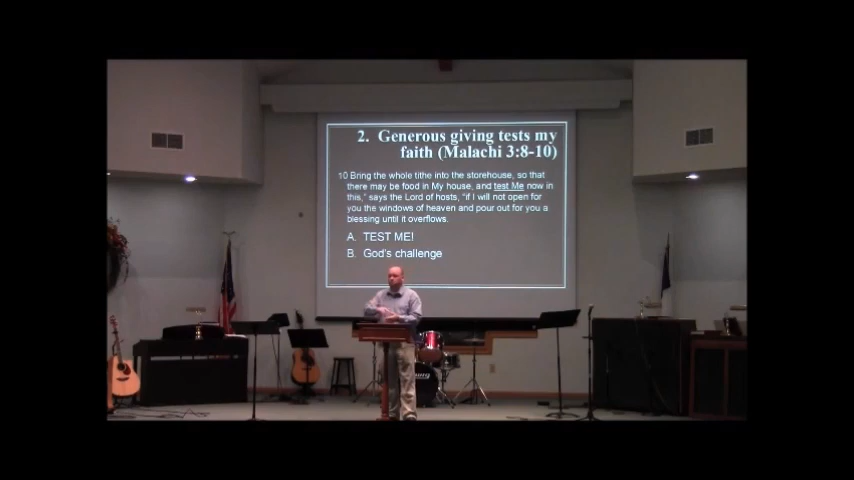 2. Generous giving tests my
faith (Malachi 3:8-10)
10 Bring the whole tithe into the storehouse, so that
there may be food in My house, and test Me now in
this,” says the Lord of hosts, “if I will not open for
you the windows of heaven and pour out for you a
blessing until it overflows.
A. TEST ME!
B. God's challenge